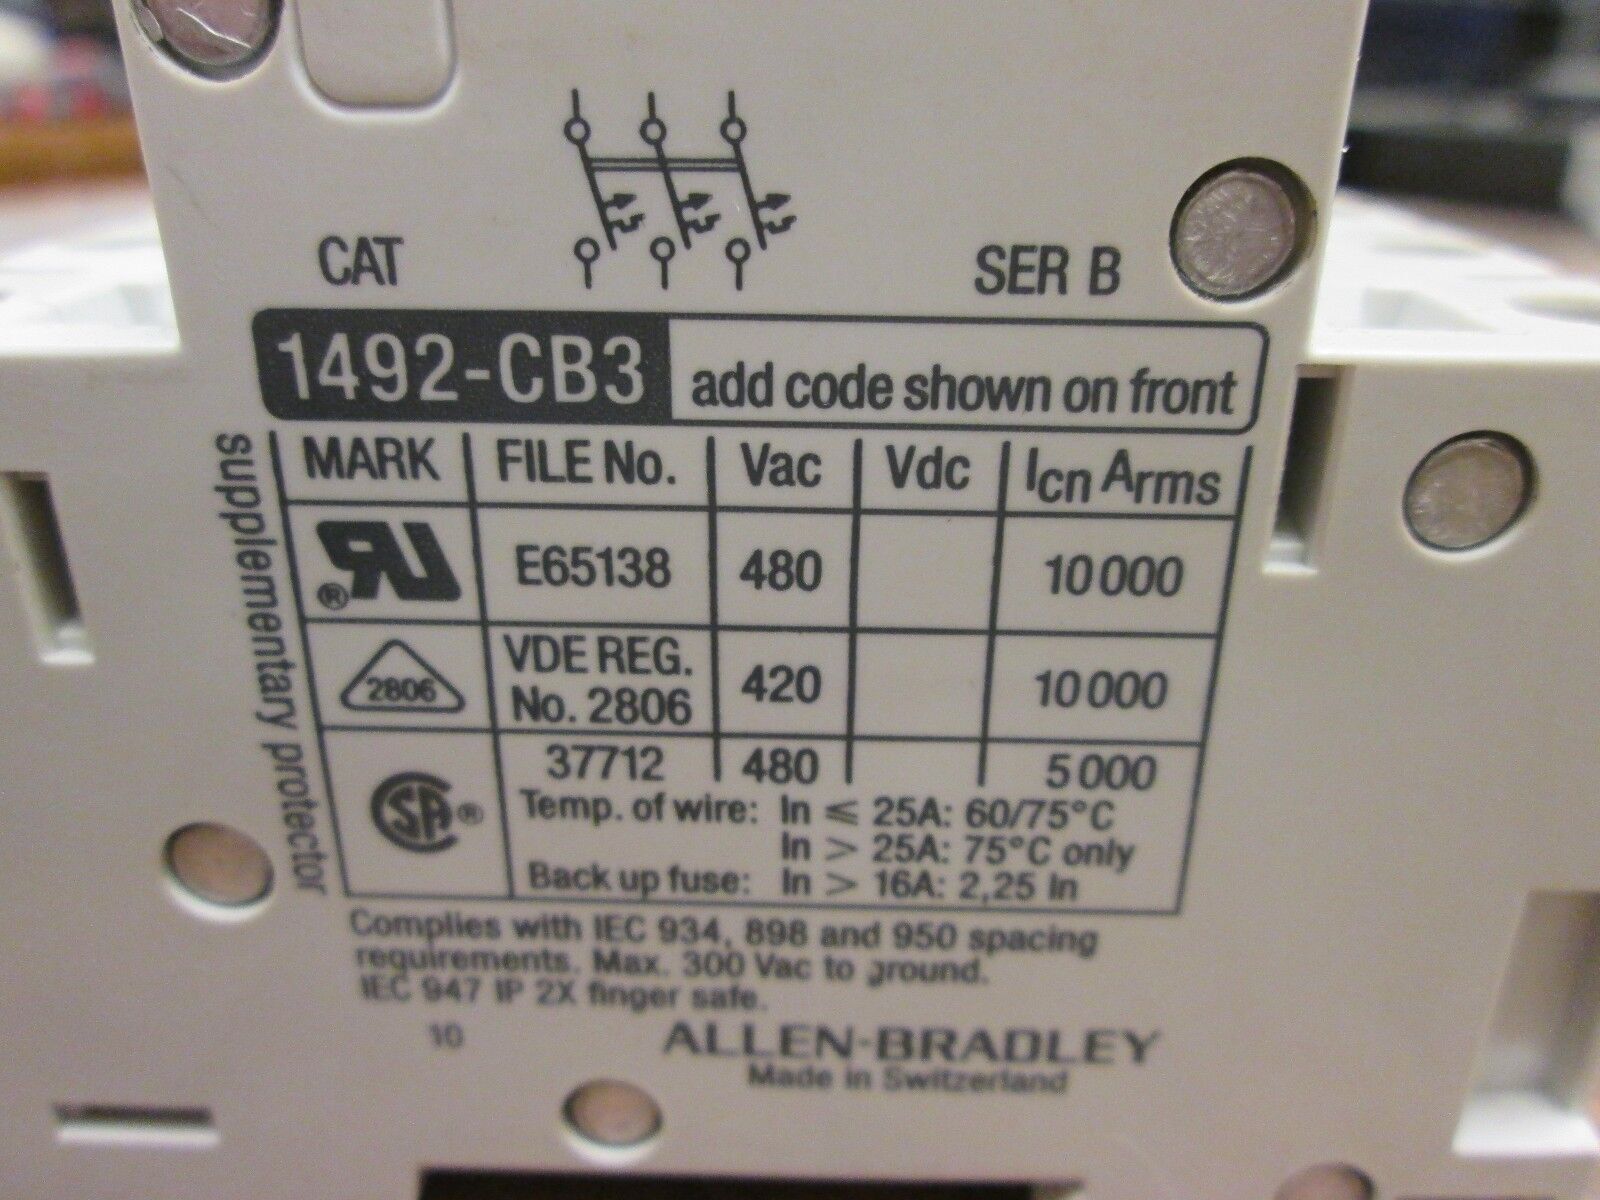 CAT SER B
1492-CB3 add code shown on front
supplementary protector
MARK FILE No. Vac Vdc Icn Arms
RU® E65138 480 10000
2806 VDE REG. No. 2806 420 10000
CSA® 37712 480 5000
Temp. of wire: In ≤ 25A: 60/75°C
In > 25A: 75°C only
Back up fuse: In > 16A: 2,25 In
Complies with IEC 934, 898 and 950 spacing
requirements. Max. 300 Vac to ground.
IEC 947 IP 2X finger safe.
10 ALLEN-BRADLEY
Made in Switzerland